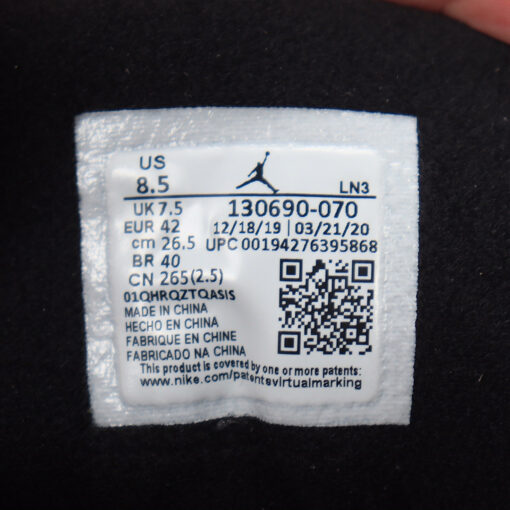 US
8.5
LN3
UK 7.5 130690-070
EUR 42 12/18/19 | 03/21/20
cm 26.5 UPC 00194276395868
BR 40
CN 265(2.5)
01QHRQZTQASIS
MADE IN CHINA
HECHO EN CHINA
FABRIQUE EN CHINE
FABRICADO NA CHINA
This product is covered by one or more patents:
www.nike.com/patentsvirtualmarking